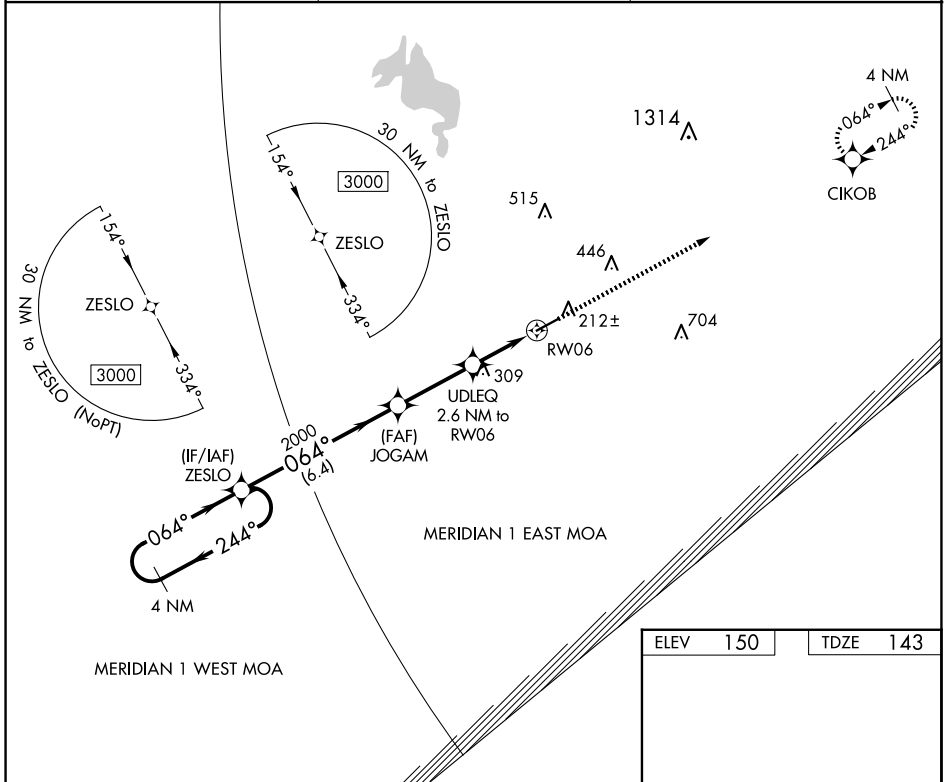 4 NM
064°
244°
CIKOB
1314
154°
30 NM to ZESLO
3000
ZESLO
334°
515
446
154°
ZESLO
30 NM to ZESLO (NoPT)
3000
334°
212±
704
RW06
309
UDLEQ
2.6 NM to
RW06
(FAF)
JOGAM
2000
064°
(6.4)
(IF/IAF)
ZESLO
064°
244°
4 NM
MERIDIAN 1 EAST MOA
MERIDIAN 1 WEST MOA
ELEV 150
TDZE 143